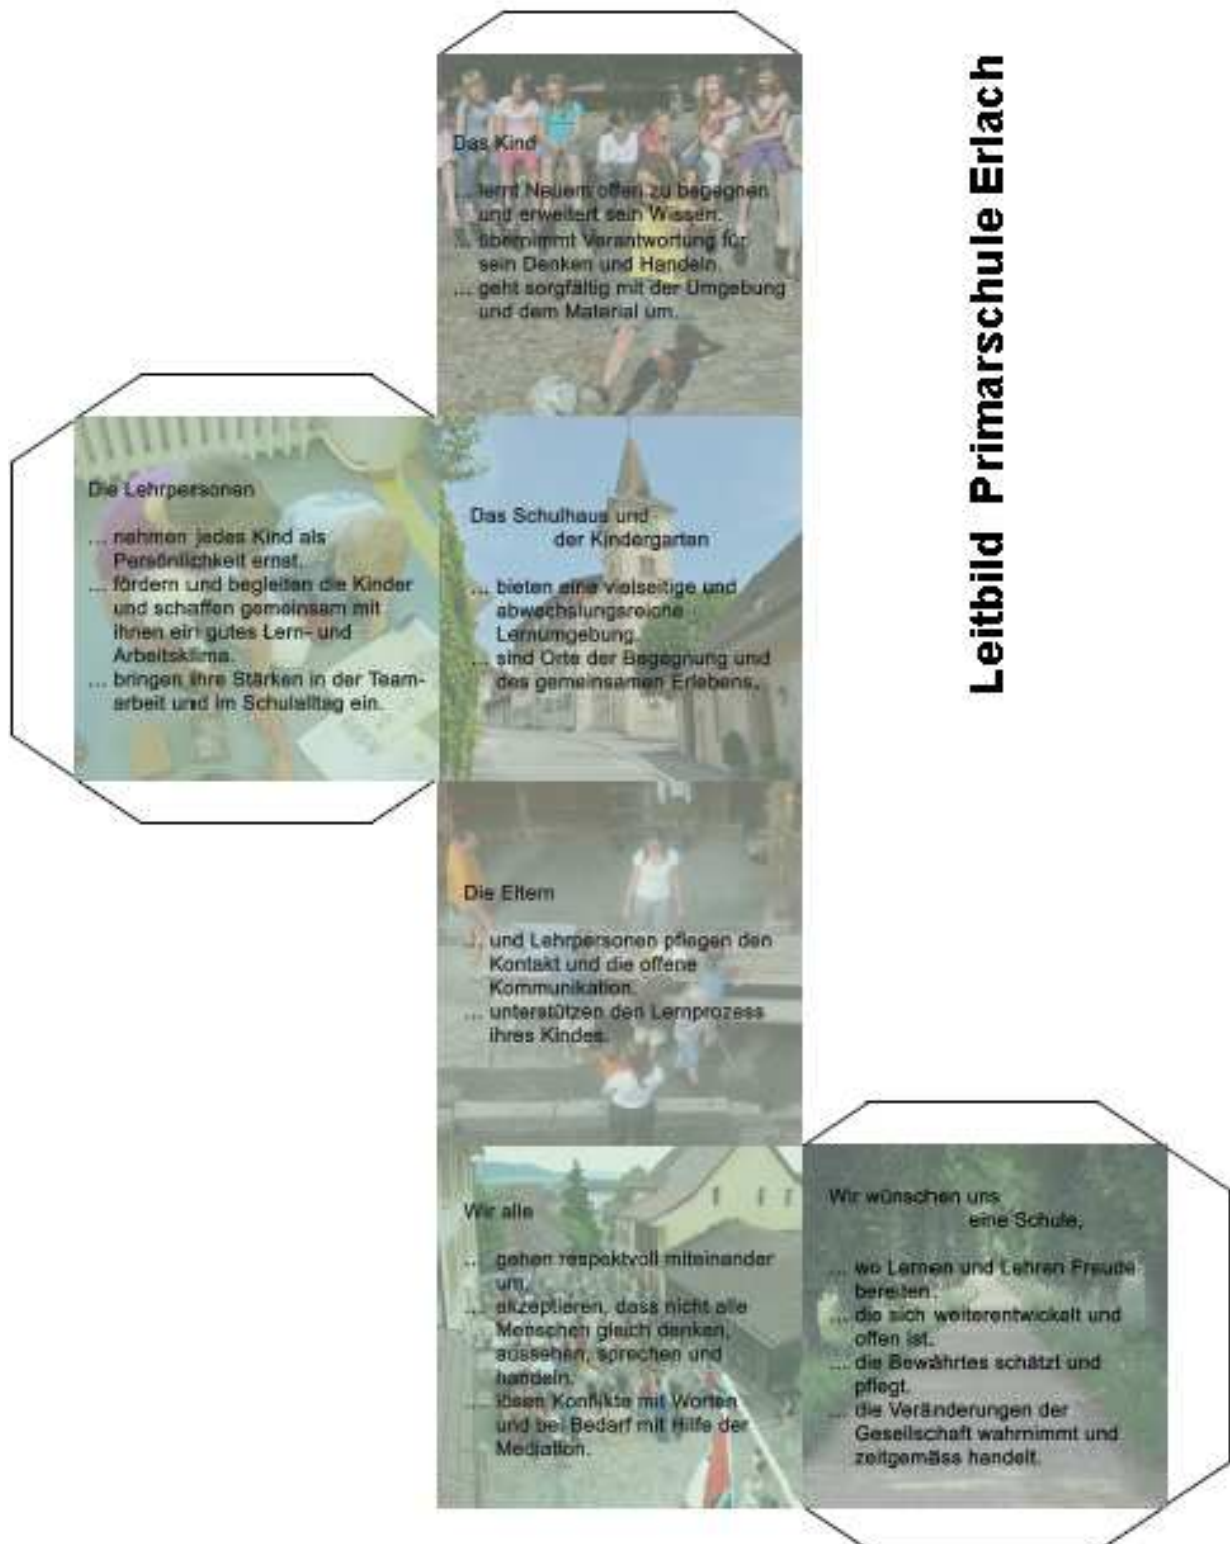 Leitbild Primarschule Erlach
Das Kind
... lernt Neuem offen zu begegnen
und erweitert sein Wissen.
... übernimmt Verantwortung für
sein Denken und Handeln.
... geht sorgfältig mit der Umgebung
und dem Material um.
Die Lehrpersonen
... nehmen jedes Kind als
Persönlichkeit ernst.
... fördern und begleiten die Kinder
und schaffen gemeinsam mit
ihnen ein gutes Lern- und
Arbeitsklima.
... bringen ihre Stärken in der Team-
arbeit und im Schulalltag ein.
Das Schulhaus und
der Kindergarten
... bieten eine vielseitige und
abwechslungsreiche
Lernumgebung.
... sind Orte der Begegnung und
des gemeinsamen Erlebens.
Die Eltern
... und Lehrpersonen pflegen den
Kontakt und die offene
Kommunikation.
... unterstützen den Lernprozess
ihres Kindes.
Wir alle
... gehen respektvoll miteinander
um.
... akzeptieren, dass nicht alle
Menschen gleich denken,
aussehen, sprechen und
handeln.
... lösen Konflikte mit Worten
und bei Bedarf mit Hilfe der
Mediation.
Wir wünschen uns
eine Schule,
... wo Lernen und Lehren Freude
bereiten.
... die sich weiterentwickelt und
offen ist.
... die Bewährtes schätzt und
pflegt.
... die Veränderungen der
Gesellschaft wahrnimmt und
zeitgemäss handelt.